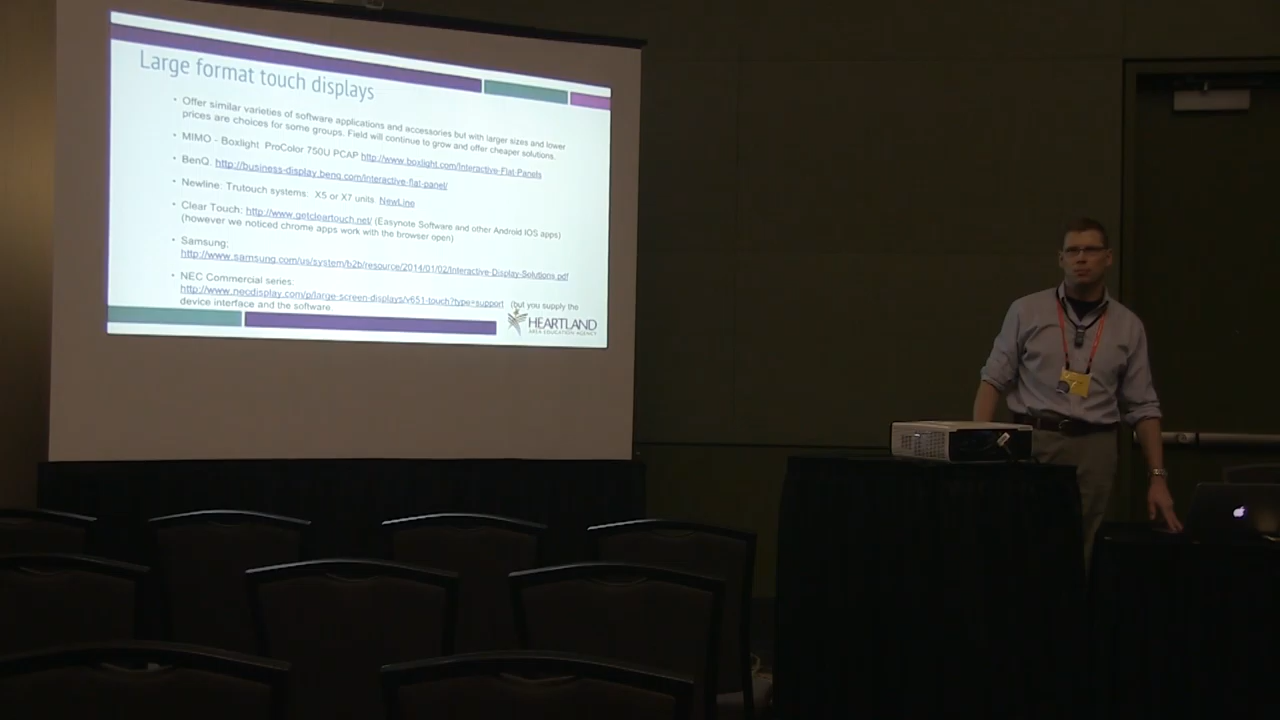 Large format touch displays
• Offer similar varieties of software applications and accessories but with larger sizes and lower
prices are choices for some groups. Field will continue to grow and offer cheaper solutions.
• MIMO - Boxlight ProColor 750U PCAP http://www.boxlight.com/Interactive-Flat-Panels
• BenQ. http://business-display.benq.com/interactive-flat-panel/
• Newline: Trutouch systems: X5 or X7 units. NewLine
• Clear Touch: http://www.getcleartouch.net/ (Easynote Software and other Android IOS apps)
(however we noticed chrome apps work with the browser open)
• Samsung:
http://www.samsung.com/us/system/b2b/resource/2014/01/02/Interactive-Display-Solutions.pdf
• NEC Commercial series:
http://www.necdisplay.com/p/large-screen-displays/v651-touch?type=support (but you supply the
device interface and the software
HEARTLAND
AREA EDUCATION AGENCY